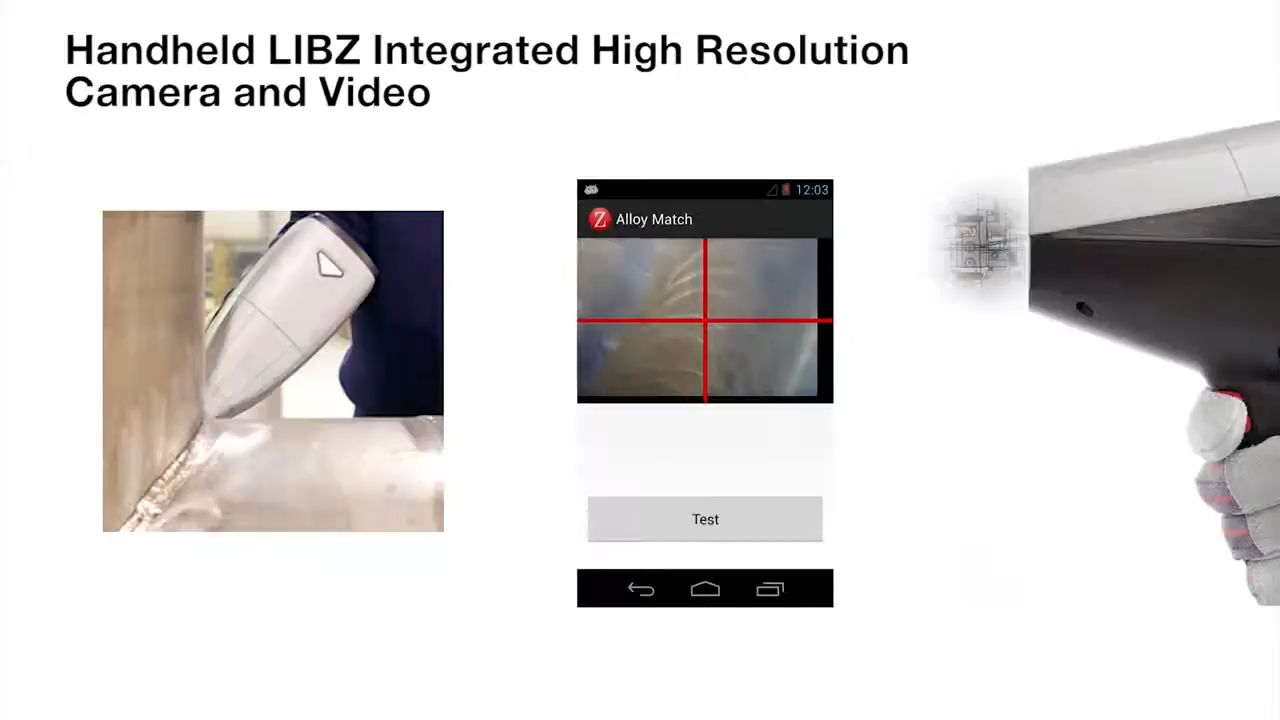 Handheld LIBZ Integrated High Resolution
Camera and Video
12:03
Z Alloy Match
Test